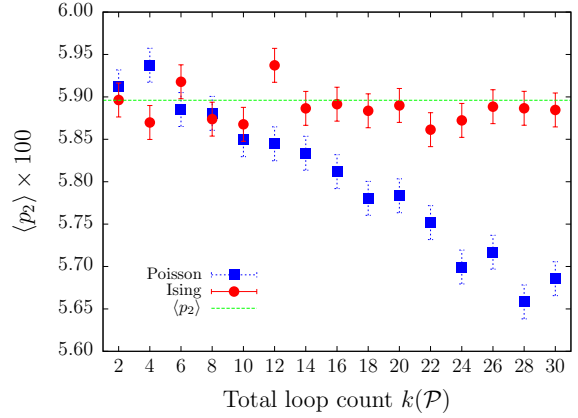 ⟨p₂⟩ × 100
6.00
5.95
5.90
5.85
5.80
5.75
5.70
5.65
5.60
Poisson
Ising
⟨p₂⟩
2 4 6 8 10 12 14 16 18 20 22 24 26 28 30
Total loop count k(𝒫)